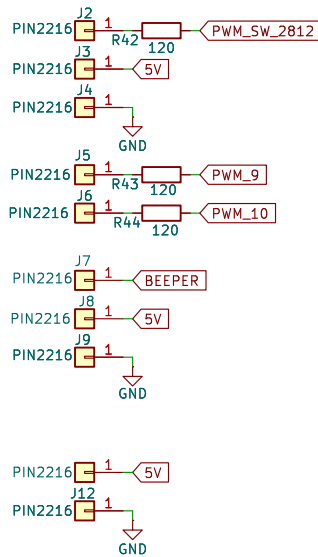 J2
PIN2216 1 R42 120 PWM_SW_2812
J3
PIN2216 1 5V
J4
PIN2216 1
GND
J5
PIN2216 1 R43 120 PWM_9
J6
PIN2216 1 R44 120 PWM_10
J7
PIN2216 1 BEEPER
J8
PIN2216 1 5V
J9
PIN2216 1
GND
PIN2216 1 5V
J12
PIN2216 1
GND